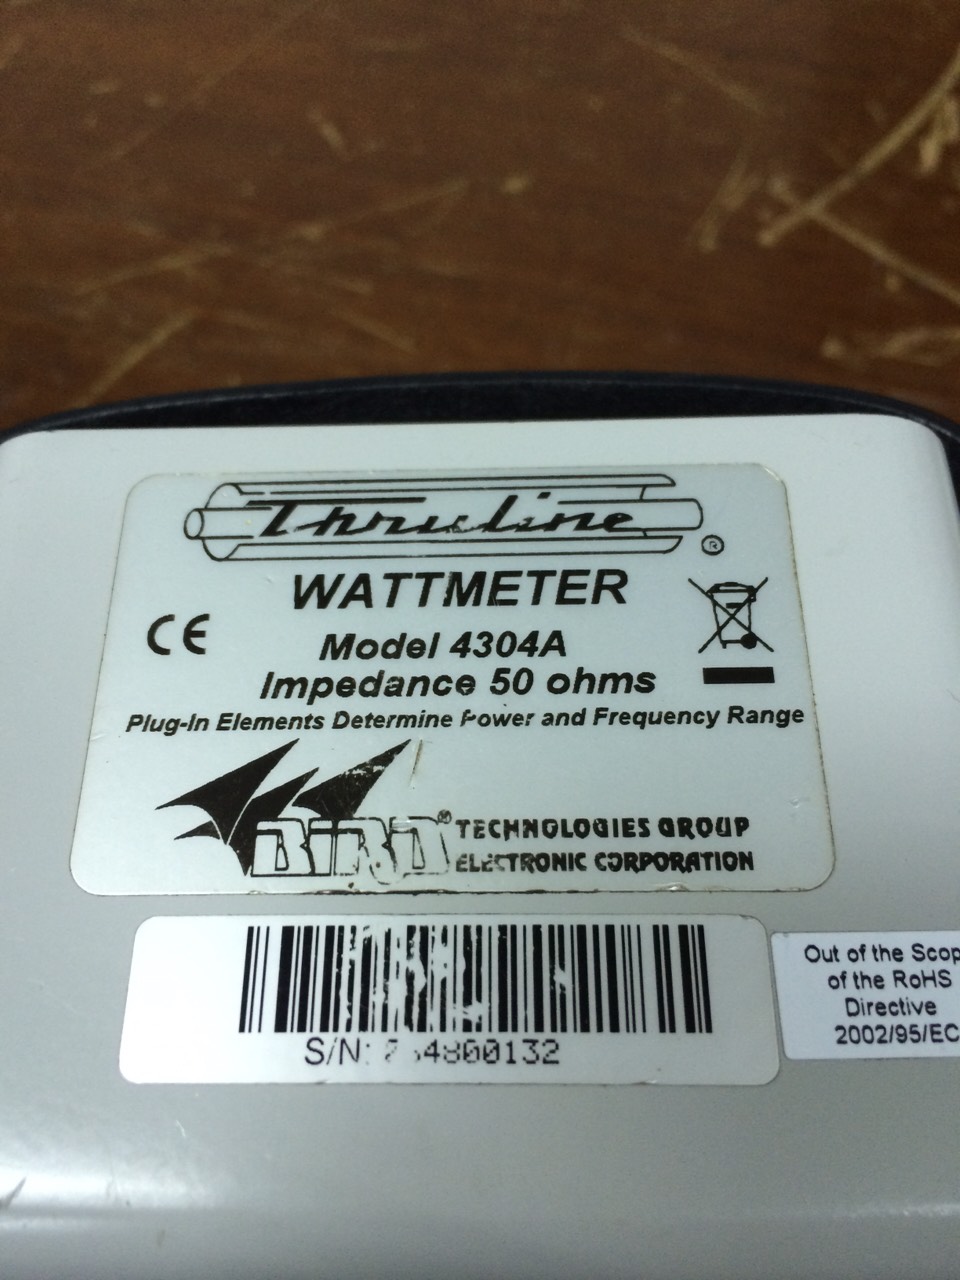 Thruline ®
WATTMETER
CE
Model 4304A
Impedance 50 ohms
Plug-In Elements Determine Power and Frequency Range
BIRD® TECHNOLOGIES GROUP
ELECTRONIC CORPORATION
S/N:
Out of the Scop
of the RoHS
Directive
2002/95/EC